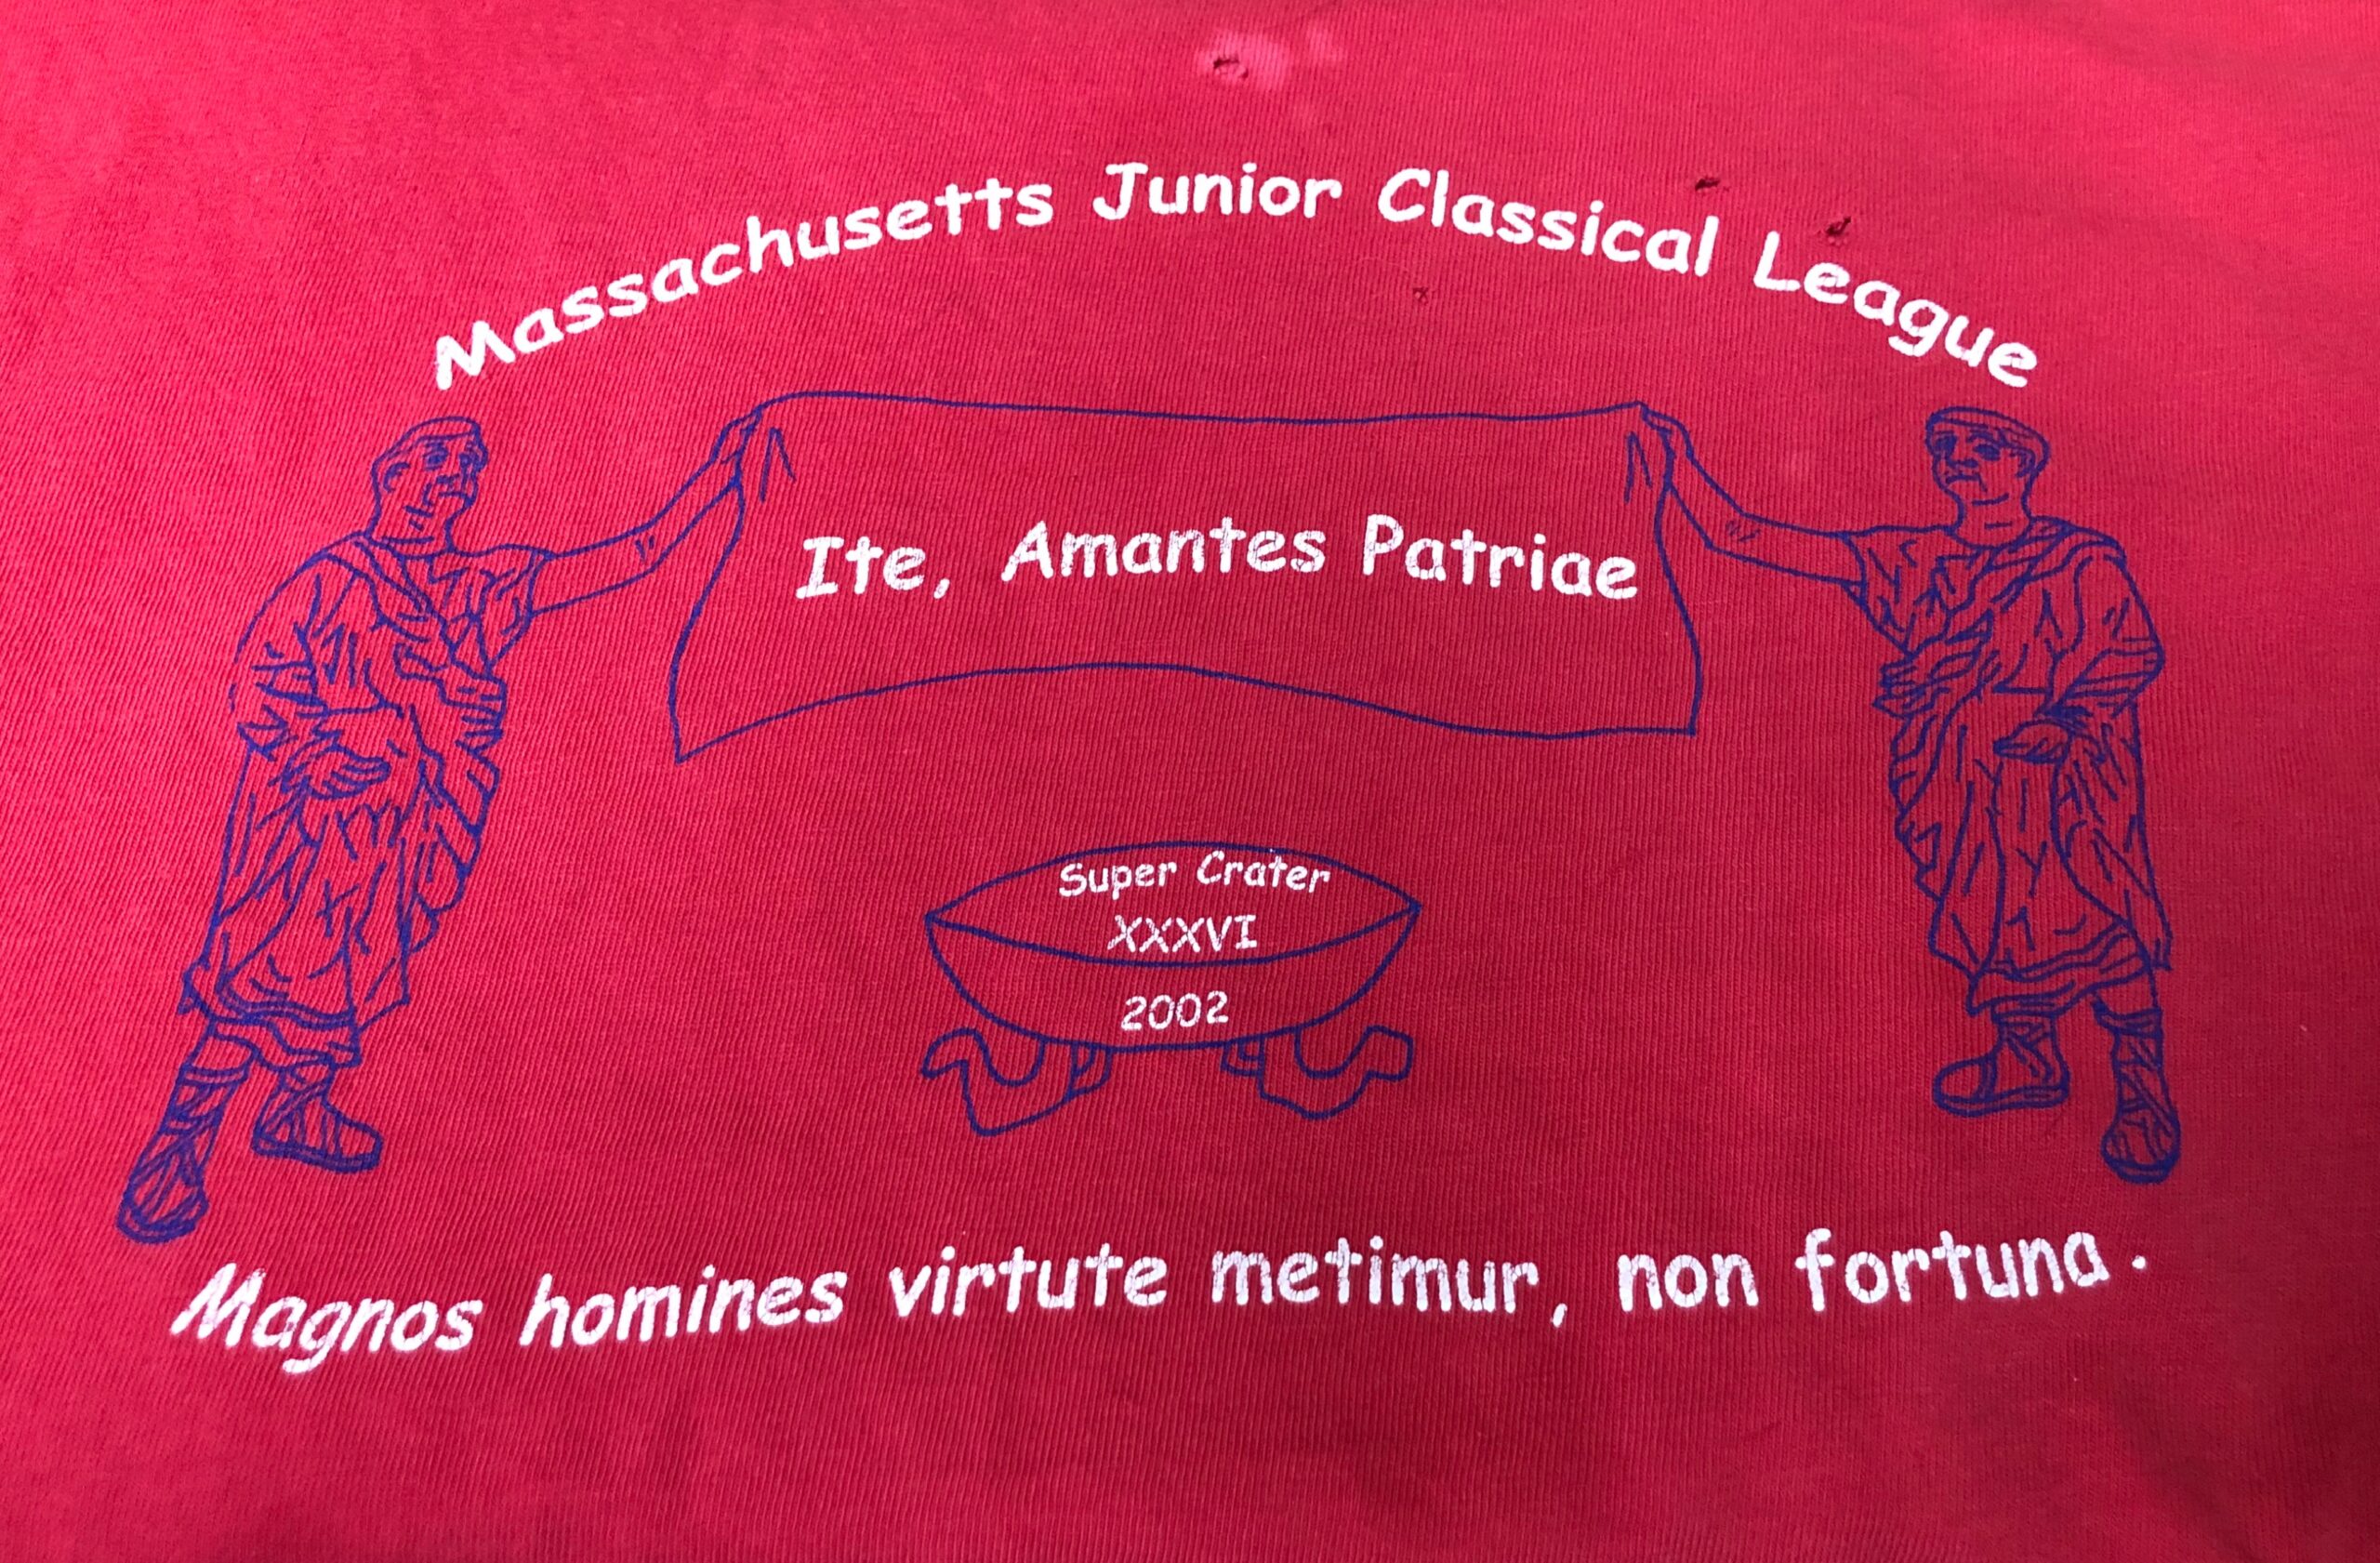 Massachusetts Junior Classical League
Ite, Amantes Patriae
Super Crater
XXXVI
2002
Magnos homines virtute metimur, non fortuna.